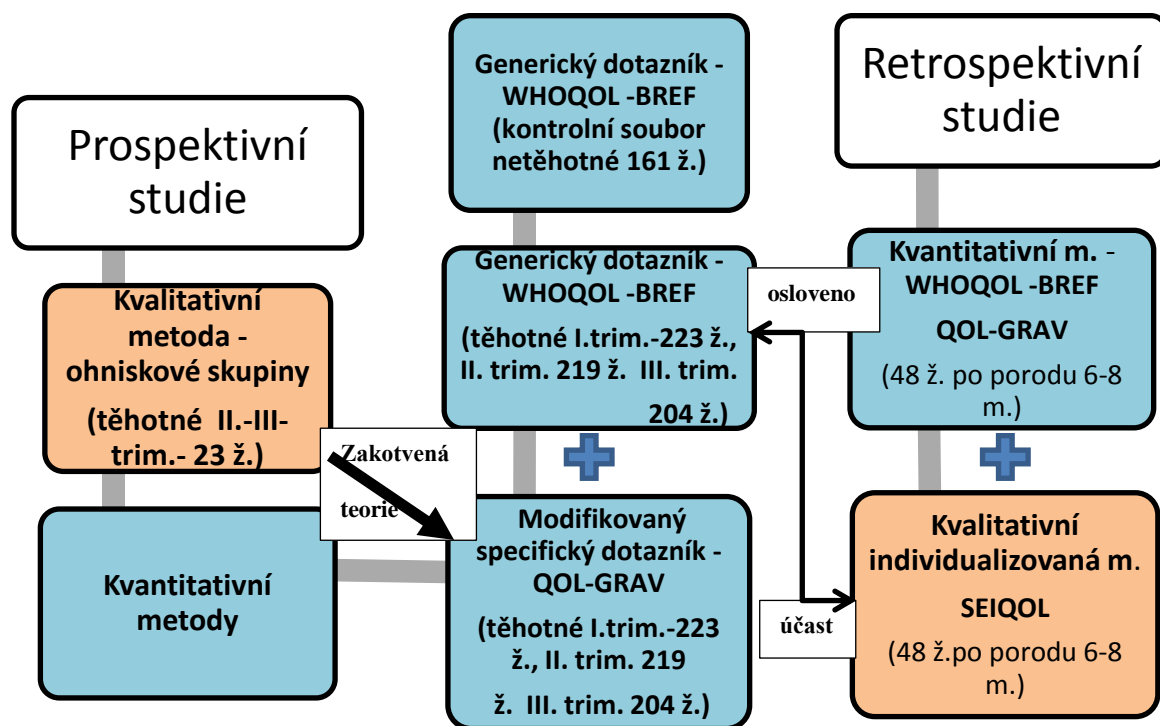 Prospektivní
studie
Kvalitativní
metoda -
ohniskové skupiny
(těhotné II.-III-
trim.- 23 ž.)
Kvantitativní
metody
Zakotvená
teorie
Generický dotazník -
WHOQOL -BREF
(kontrolní soubor
netěhotné 161 ž.)
Generický dotazník -
WHOQOL -BREF
(těhotné I.trim.-223 ž.,
II. trim. 219 ž. III. trim.
204 ž.)
Modifikovaný
specifický dotazník -
QOL-GRAV
(těhotné I.trim.-223
ž., II. trim. 219
ž. III. trim. 204 ž.)
osloveno
účast
Retrospektivní
studie
Kvantitativní m. -
WHOQOL -BREF
QOL-GRAV
(48 ž. po porodu 6-8
m.)
Kvalitativní
individualizovaná m.
SEIQOL
(48 ž.po porodu 6-8
m.)